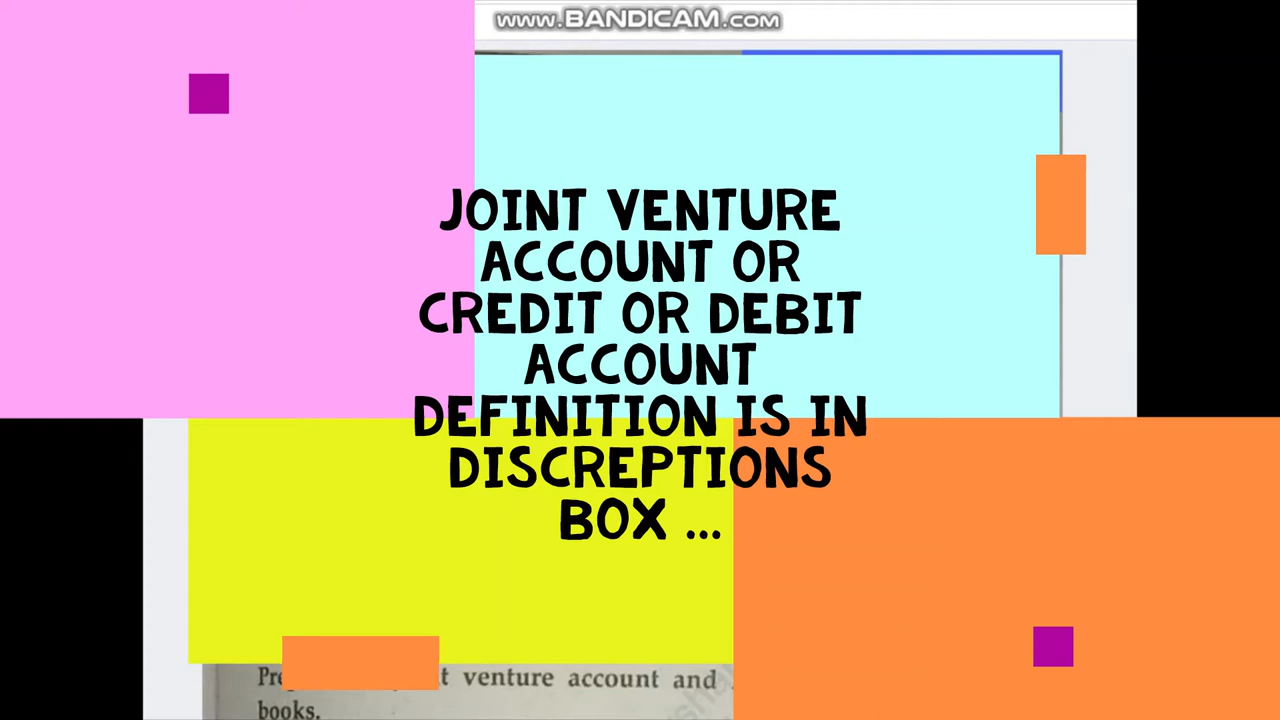 www.BANDICAM.com
JOINT VENTURE
ACCOUNT OR
CREDIT OR DEBIT
ACCOUNT
DEFINITION IS IN
DISCREPTIONS
BOX ...
venture account and
books.